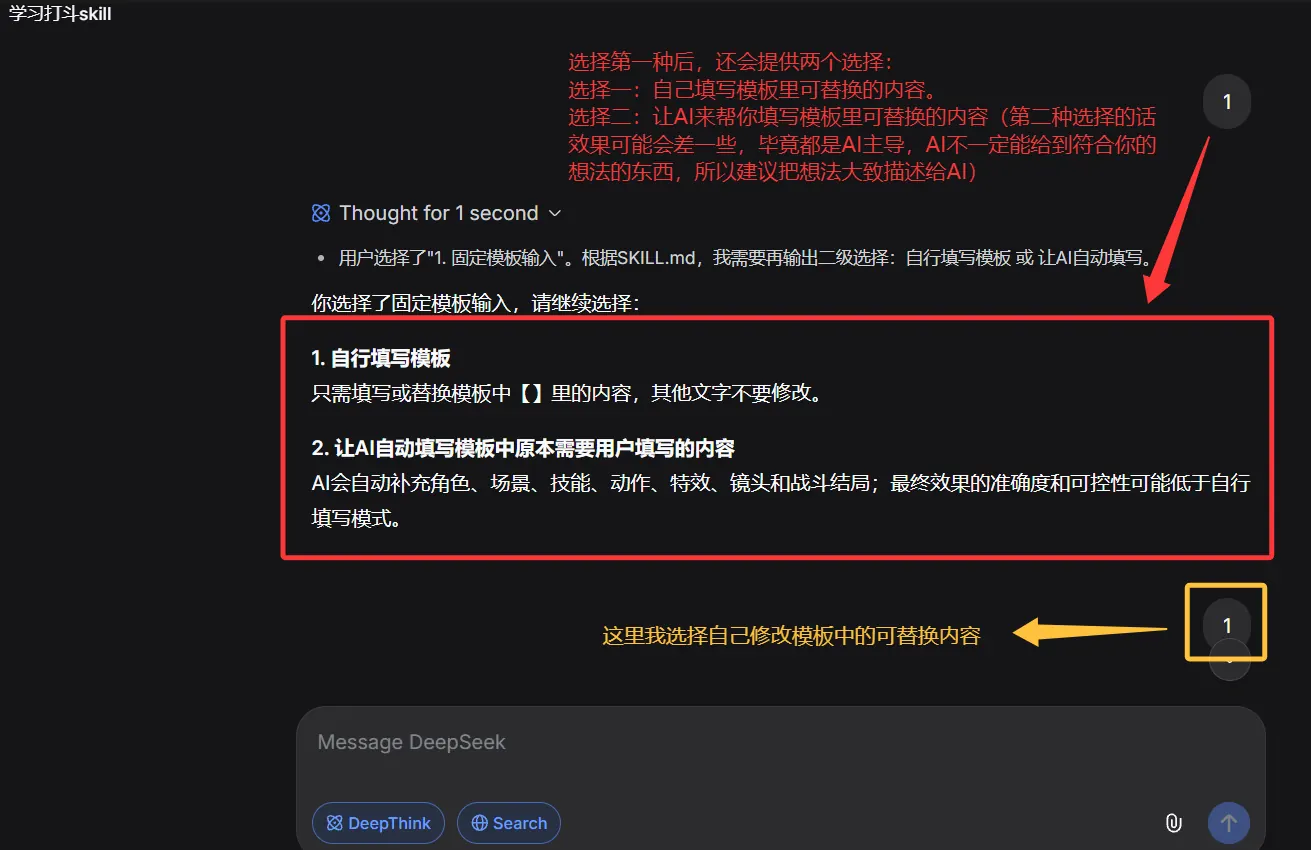 学习打斗skill
选择第一种后，还会提供两个选择：
选择一：自己填写模板里可替换的内容。
选择二：让AI来帮你填写模板里可替换的内容（第二种选择的话
效果可能会差一些，毕竟都是AI主导，AI不一定能给到符合你的
想法的东西，所以建议把想法大致描述给AI）
1
Thought for 1 second
用户选择了"1. 固定模板输入"。根据SKILL.md，我需要再输出二级选择：自行填写模板 或 让AI自动填写。
你选择了固定模板输入，请继续选择：
1. 自行填写模板
只需填写或替换模板中【】里的内容，其他文字不要修改。
2. 让AI自动填写模板中原本需要用户填写的内容
AI会自动补充角色、场景、技能、动作、特效、镜头和战斗结局；最终效果的准确度和可控性可能低于自行
填写模式。
1
这里我选择自己修改模板中的可替换内容
Message DeepSeek
DeepThink
Search